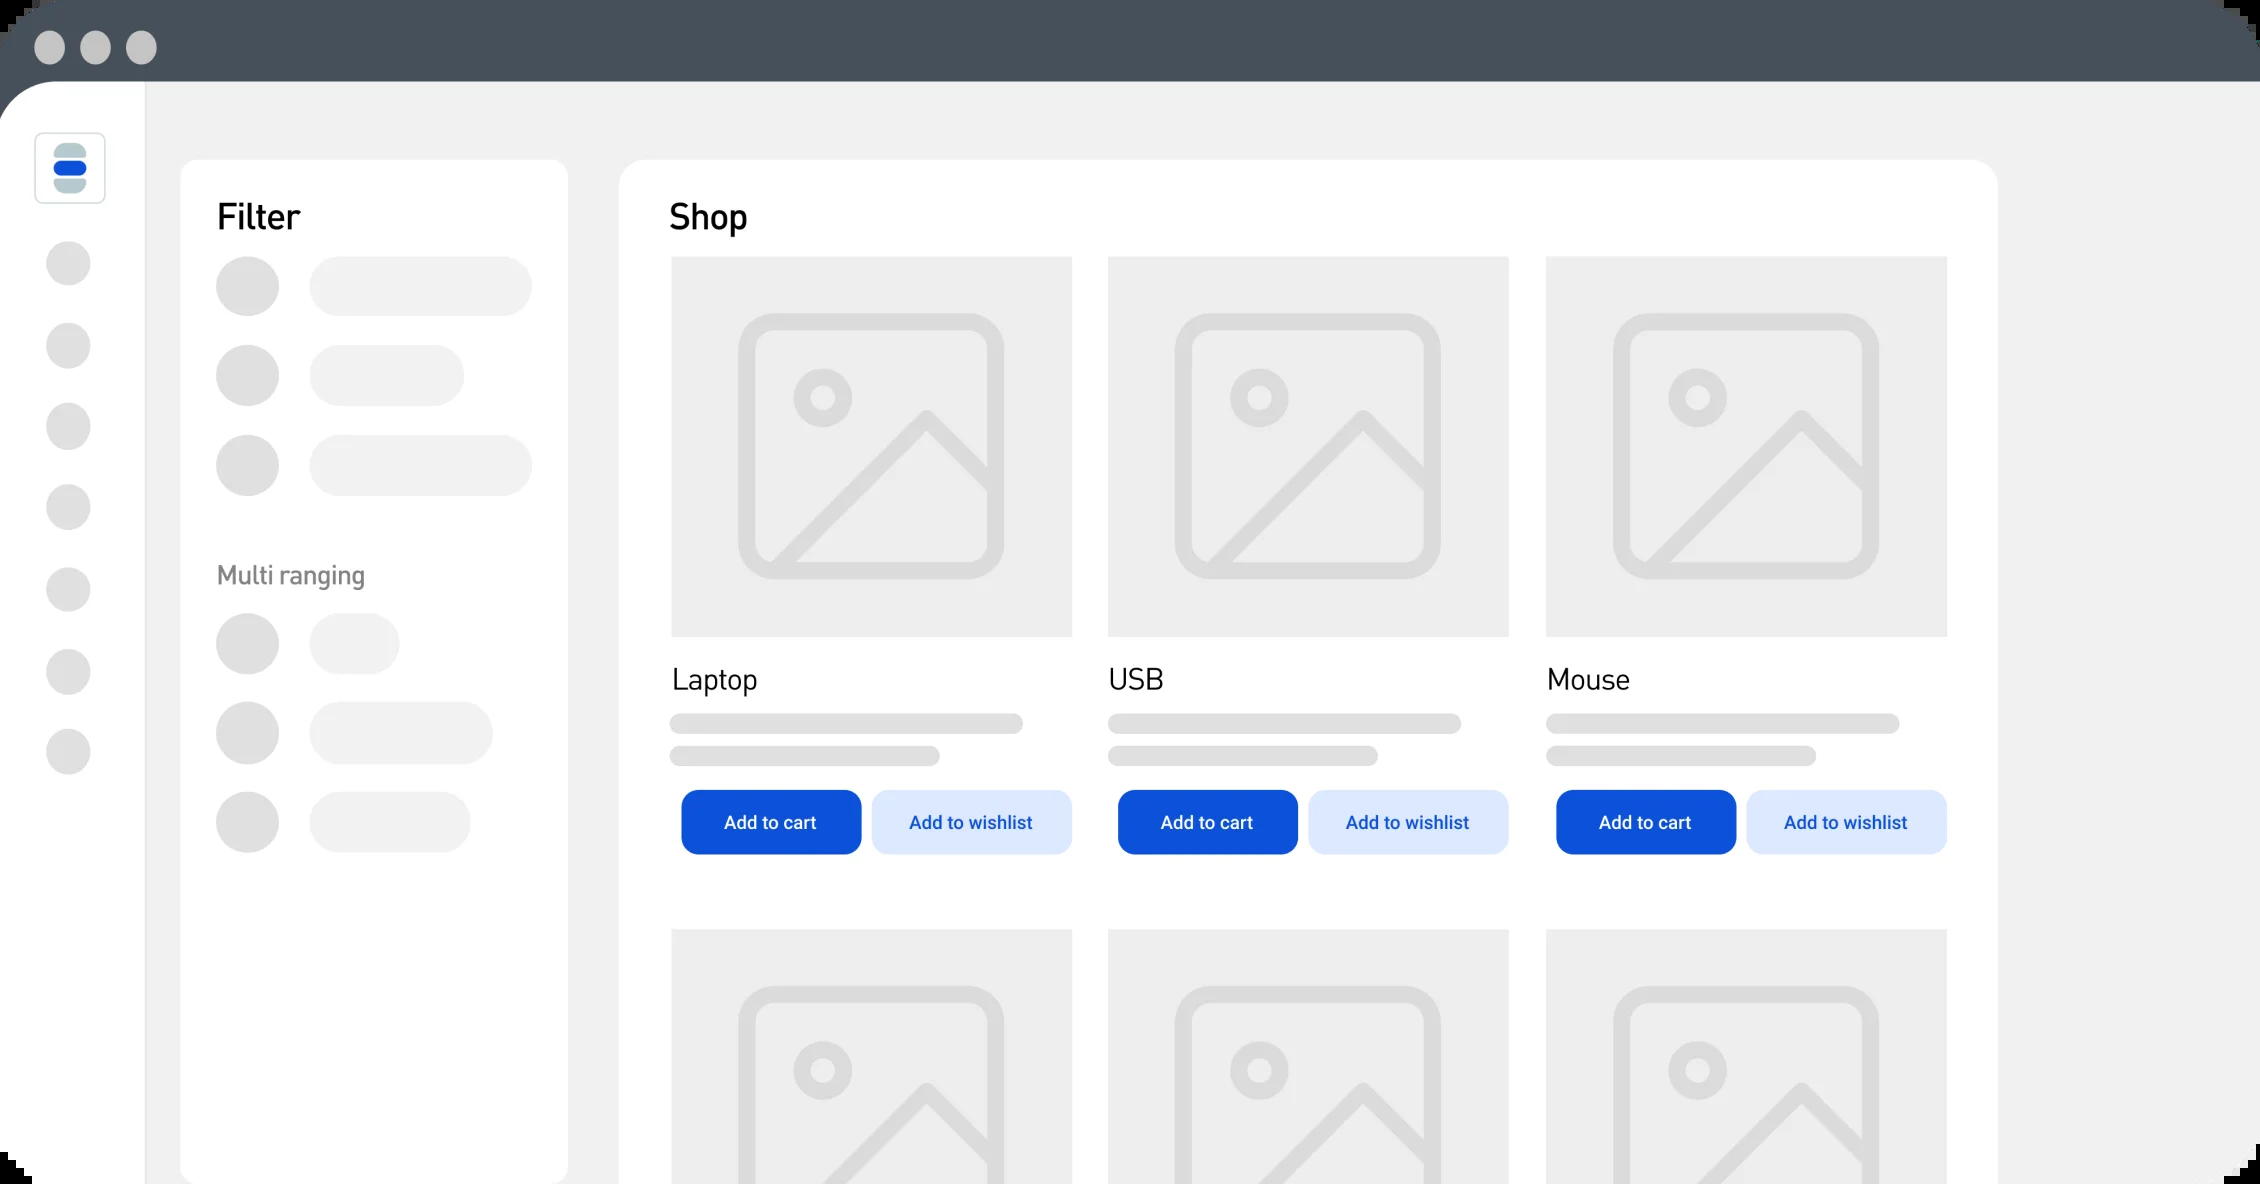 Filter
Multi ranging
Shop
Laptop
Add to cart
Add to wishlist
USB
Add to cart
Add to wishlist
Mouse
Add to cart
Add to wishlist